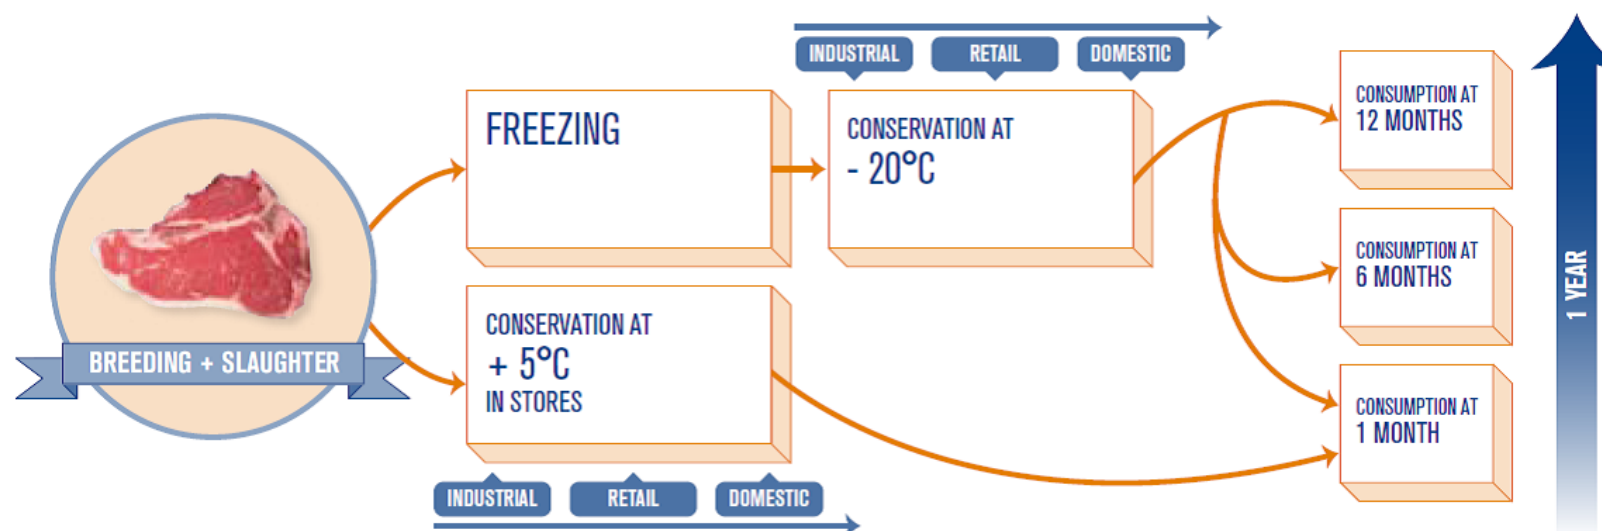 INDUSTRIAL
RETAIL
DOMESTIC
FREEZING
CONSERVATION AT
- 20°C
CONSUMPTION AT
12 MONTHS
CONSUMPTION AT
6 MONTHS
1 YEAR
BREEDING + SLAUGHTER
CONSERVATION AT
+ 5°C
IN STORES
CONSUMPTION AT
1 MONTH
INDUSTRIAL
RETAIL
DOMESTIC